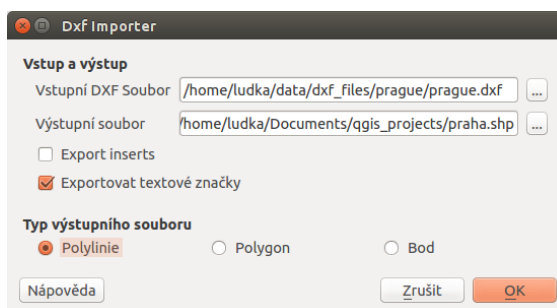 Dxf Importer
Vstup a výstup
Vstupní DXF Soubor /home/ludka/data/dxf_files/prague/prague.dxf ...
Výstupní soubor /home/ludka/Documents/qgis_projects/praha.shp ...
Export inserts
Exportovat textové značky
Typ výstupního souboru
Polylinie Polygon Bod
Nápověda Zrušit OK